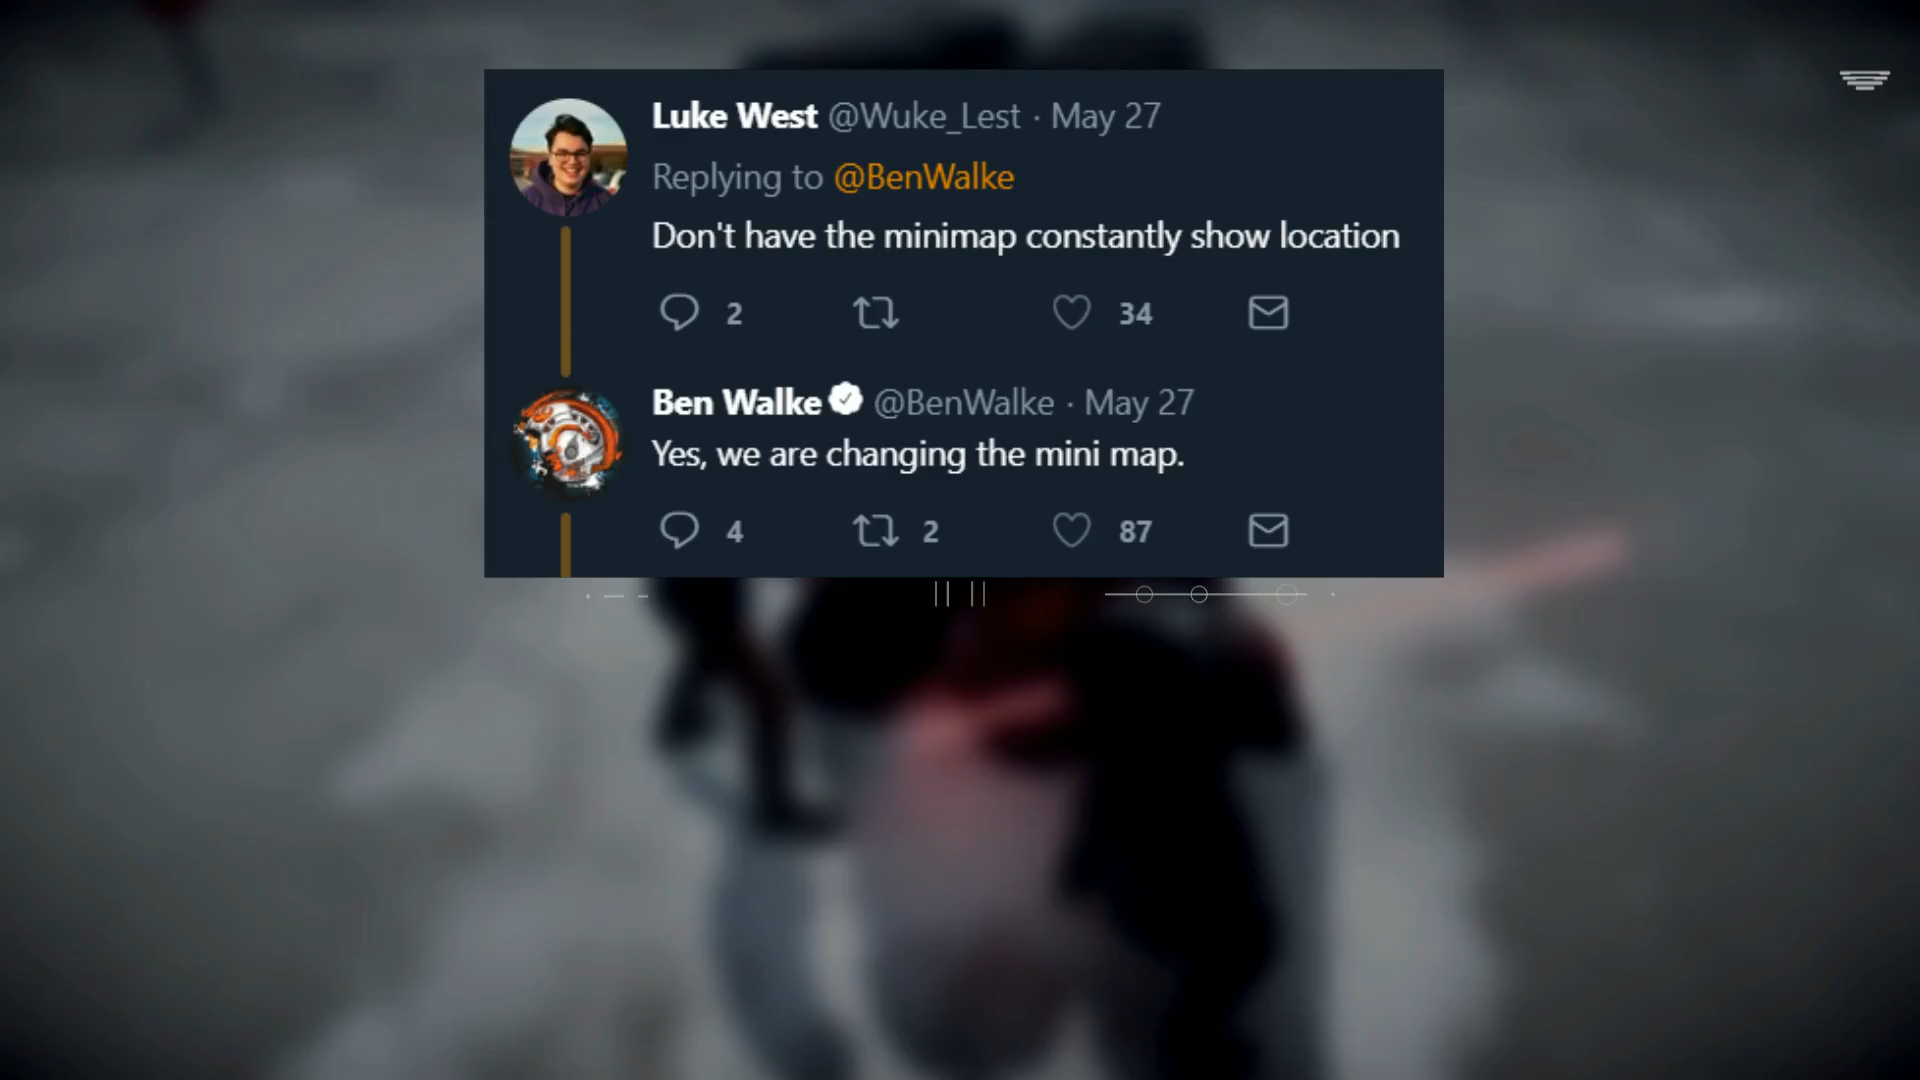 Luke West @Wuke_Lest · May 27
Replying to @BenWalke
Don't have the minimap constantly show location
2 34
Ben Walke @BenWalke · May 27
Yes, we are changing the mini map.
4 2 87